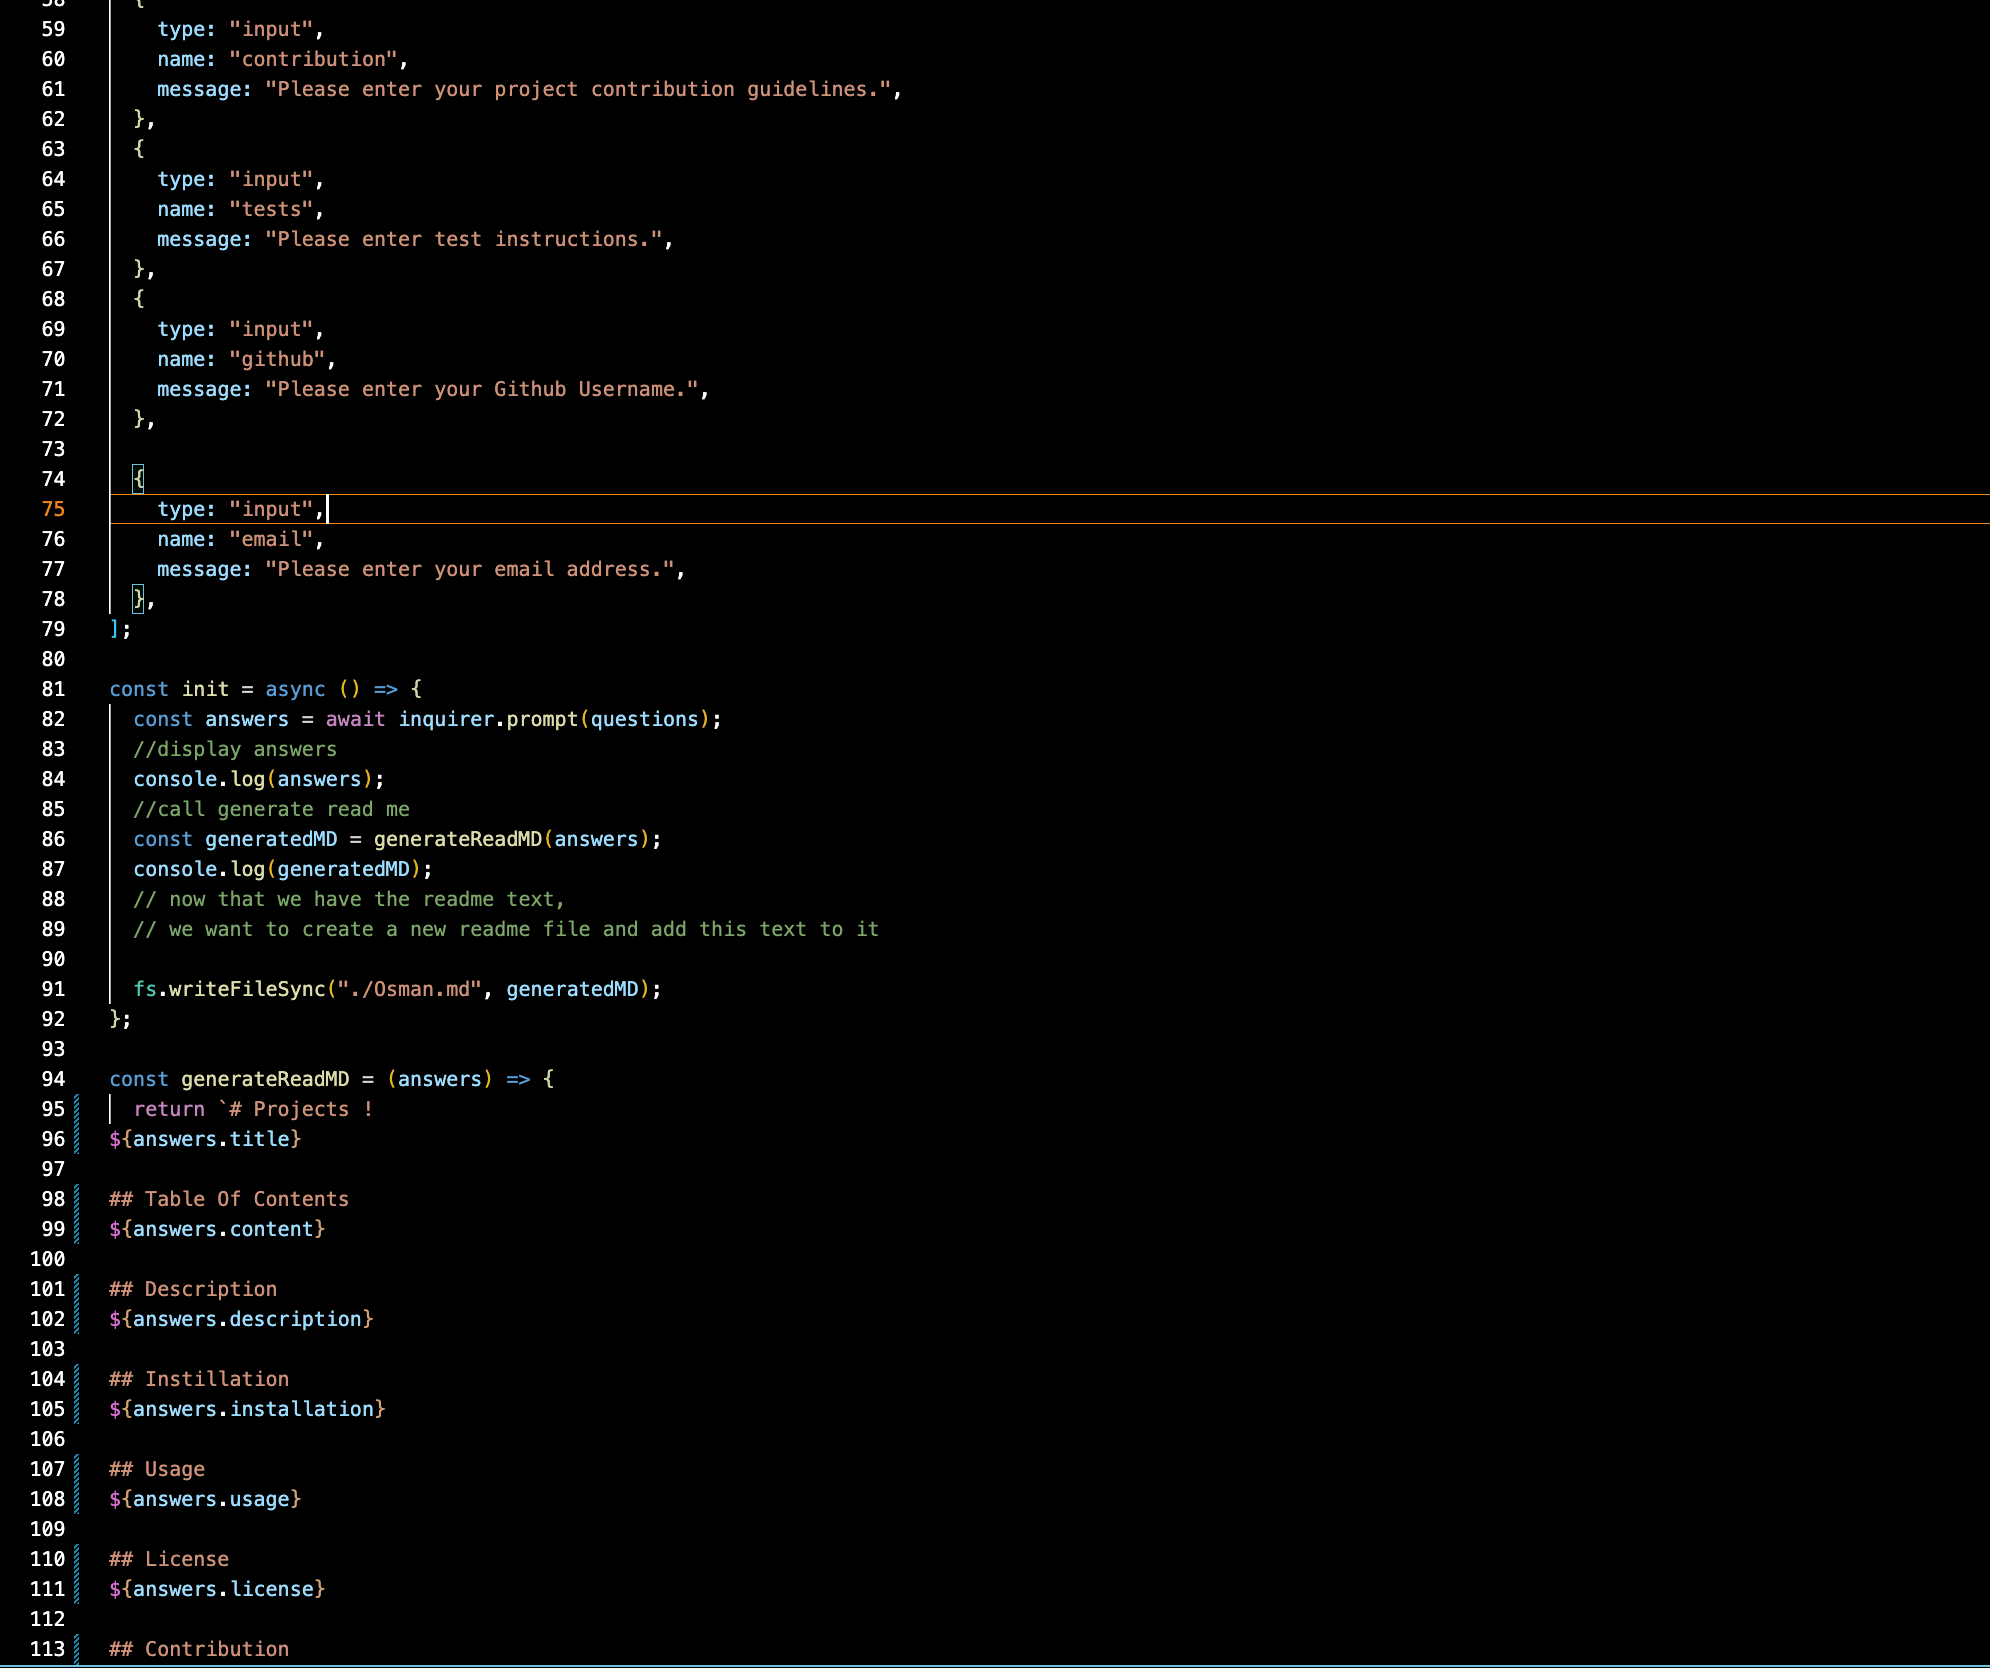 58 {
59 type: "input",
60 name: "contribution",
61 message: "Please enter your project contribution guidelines.",
62 },
63 {
64 type: "input",
65 name: "tests",
66 message: "Please enter test instructions.",
67 },
68 {
69 type: "input",
70 name: "github",
71 message: "Please enter your Github Username.",
72 },
73
74 {
75 type: "input",
76 name: "email",
77 message: "Please enter your email address.",
78 },
79 ];
80
81 const init = async () => {
82 const answers = await inquirer.prompt(questions);
83 //display answers
84 console.log(answers);
85 //call generate read me
86 const generatedMD = generateReadMD(answers);
87 console.log(generatedMD);
88 // now that we have the readme text,
89 // we want to create a new readme file and add this text to it
90
91 fs.writeFileSync("./Osman.md", generatedMD);
92 };
93
94 const generateReadMD = (answers) => {
95 return `# Projects !
96 ${answers.title}
97
98 ## Table Of Contents
99 ${answers.content}
100
101 ## Description
102 ${answers.description}
103
104 ## Instillation
105 ${answers.installation}
106
107 ## Usage
108 ${answers.usage}
109
110 ## License
111 ${answers.license}
112
113 ## Contribution